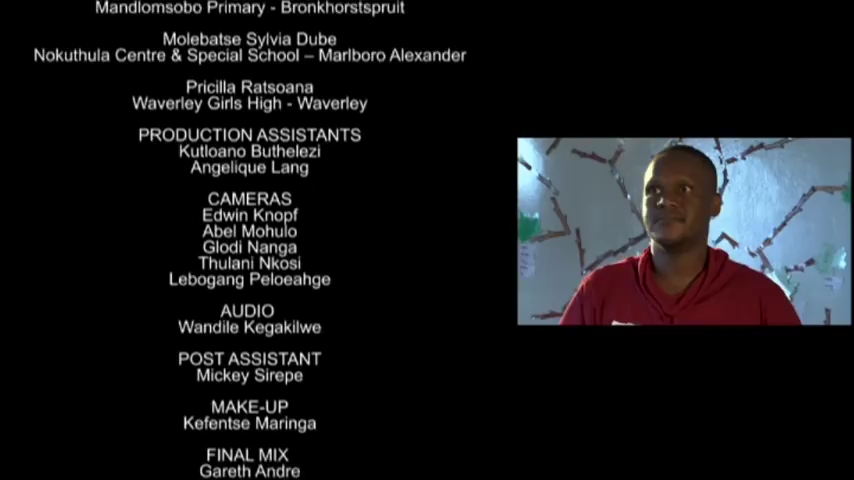 Mandlomsobo Primary - Bronkhorstspruit
Molebatse Sylvia Dube
Nokuthula Centre & Special School – Marlboro Alexander
Pricilla Ratsoana
Waverley Girls High - Waverley
PRODUCTION ASSISTANTS
Kutloano Buthelezi
Angelique Lang
CAMERAS
Edwin Knopf
Abel Mohulo
Glodi Nanga
Thulani Nkosi
Lebogang Peloeahge
AUDIO
Wandile Kegakilwe
POST ASSISTANT
Mickey Sirepe
MAKE-UP
Kefentse Maringa
FINAL MIX
Gareth Andre